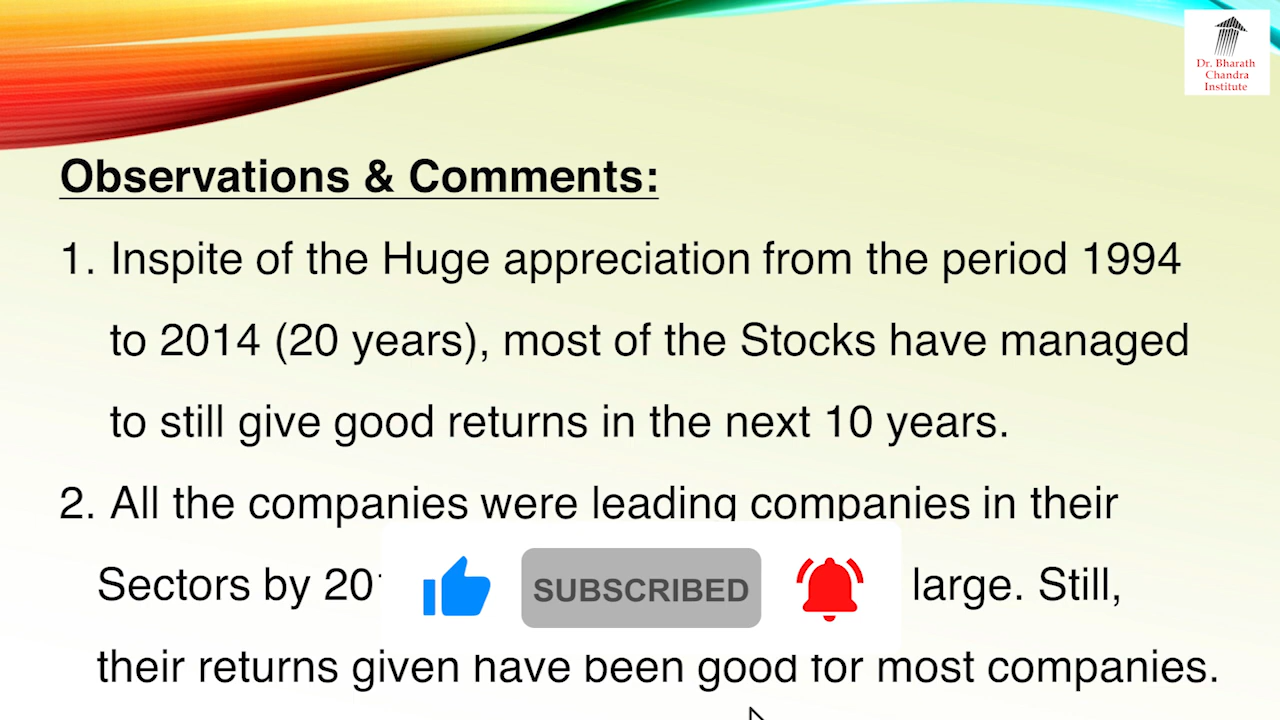 Dr. Bharath
Chandra
Institute
Observations & Comments:
1. Inspite of the Huge appreciation from the period 1994
to 2014 (20 years), most of the Stocks have managed
to still give good returns in the next 10 years.
2. All the companies were leading companies in their
Sectors by large. Still,
SUBSCRIBED
their returns given have been good for most companies.